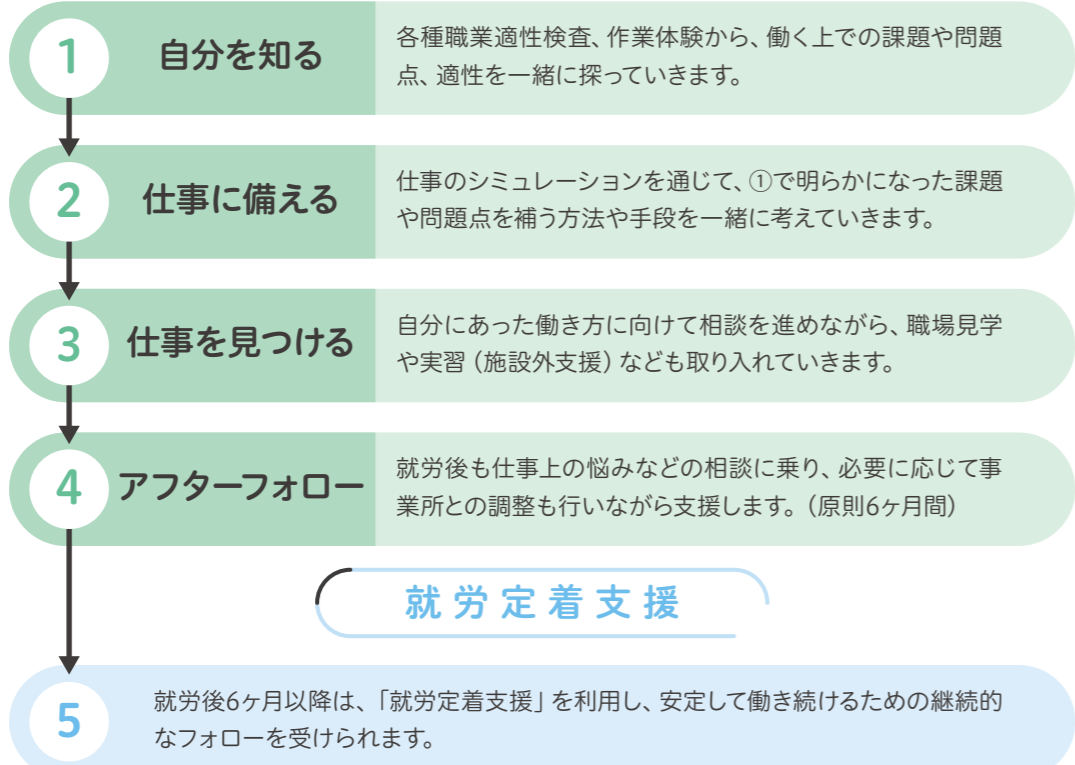 1
自分を知る
各種職業適性検査、作業体験から、働く上での課題や問題
点、適性を一緒に探っていきます。
2
仕事に備える
仕事のシミュレーションを通じて、①で明らかになった課題
や問題点を補う方法や手段を一緒に考えていきます。
3
仕事を見つける
自分にあった働き方に向けて相談を進めながら、職場見学
や実習（施設外支援）なども取り入れていきます。
4
アフターフォロー
就労後も仕事上の悩みなどの相談に乗り、必要に応じて事
業所との調整も行いながら支援します。（原則6ヶ月間）
就労定着支援
5
就労後6ヶ月以降は、「就労定着支援」を利用し、安定して働き続けるための継続的
なフォローを受けられます。